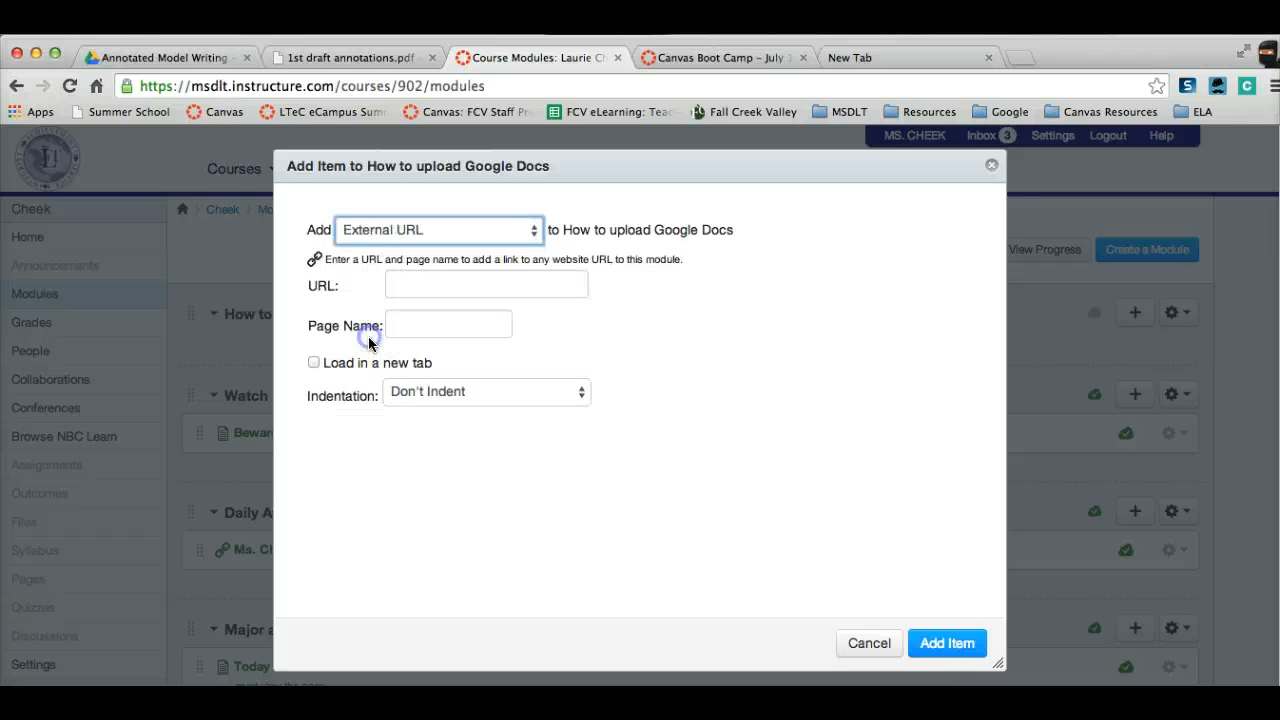 Annotated Model Writing
1st draft annotations.pdf
Course Modules: Laurie C
Canvas Boot Camp – July
New Tab
https://msdlt.instructure.com/courses/902/modules
Apps
Summer School
Canvas
LTeC eCampus Sum
Canvas: FCV Staff Pr
FCV eLearning: Teac
Fall Creek Valley
MSDLT
Resources
Google
Canvas Resources
ELA
MS. CHEEK
Inbox 3
Settings
Logout
Help
Courses
Add Item to How to upload Google Docs
Cheek
Cheek
Home
Announcements
Modules
Grades
People
Collaborations
Conferences
Browse NBC Learn
Assignments
Outcomes
Files
Syllabus
Pages
Quizzes
Discussions
Settings
Add External URL to How to upload Google Docs
Enter a URL and page name to add a link to any website URL to this module.
URL:
Page Name:
Load in a new tab
Indentation: Don't Indent
View Progress
Create a Module
How to
Watch
Bewar
Daily A
Ms. Ch
Major a
Today
Cancel
Add Item